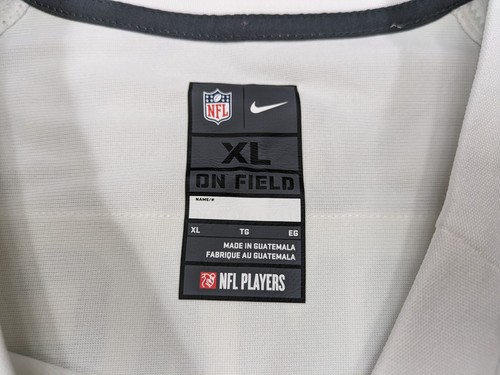 NFL
XL
ON FIELD
NAME/#
XL TG EG
MADE IN GUATEMALA
FABRIQUE AU GUATEMALA
NFL PLAYERS